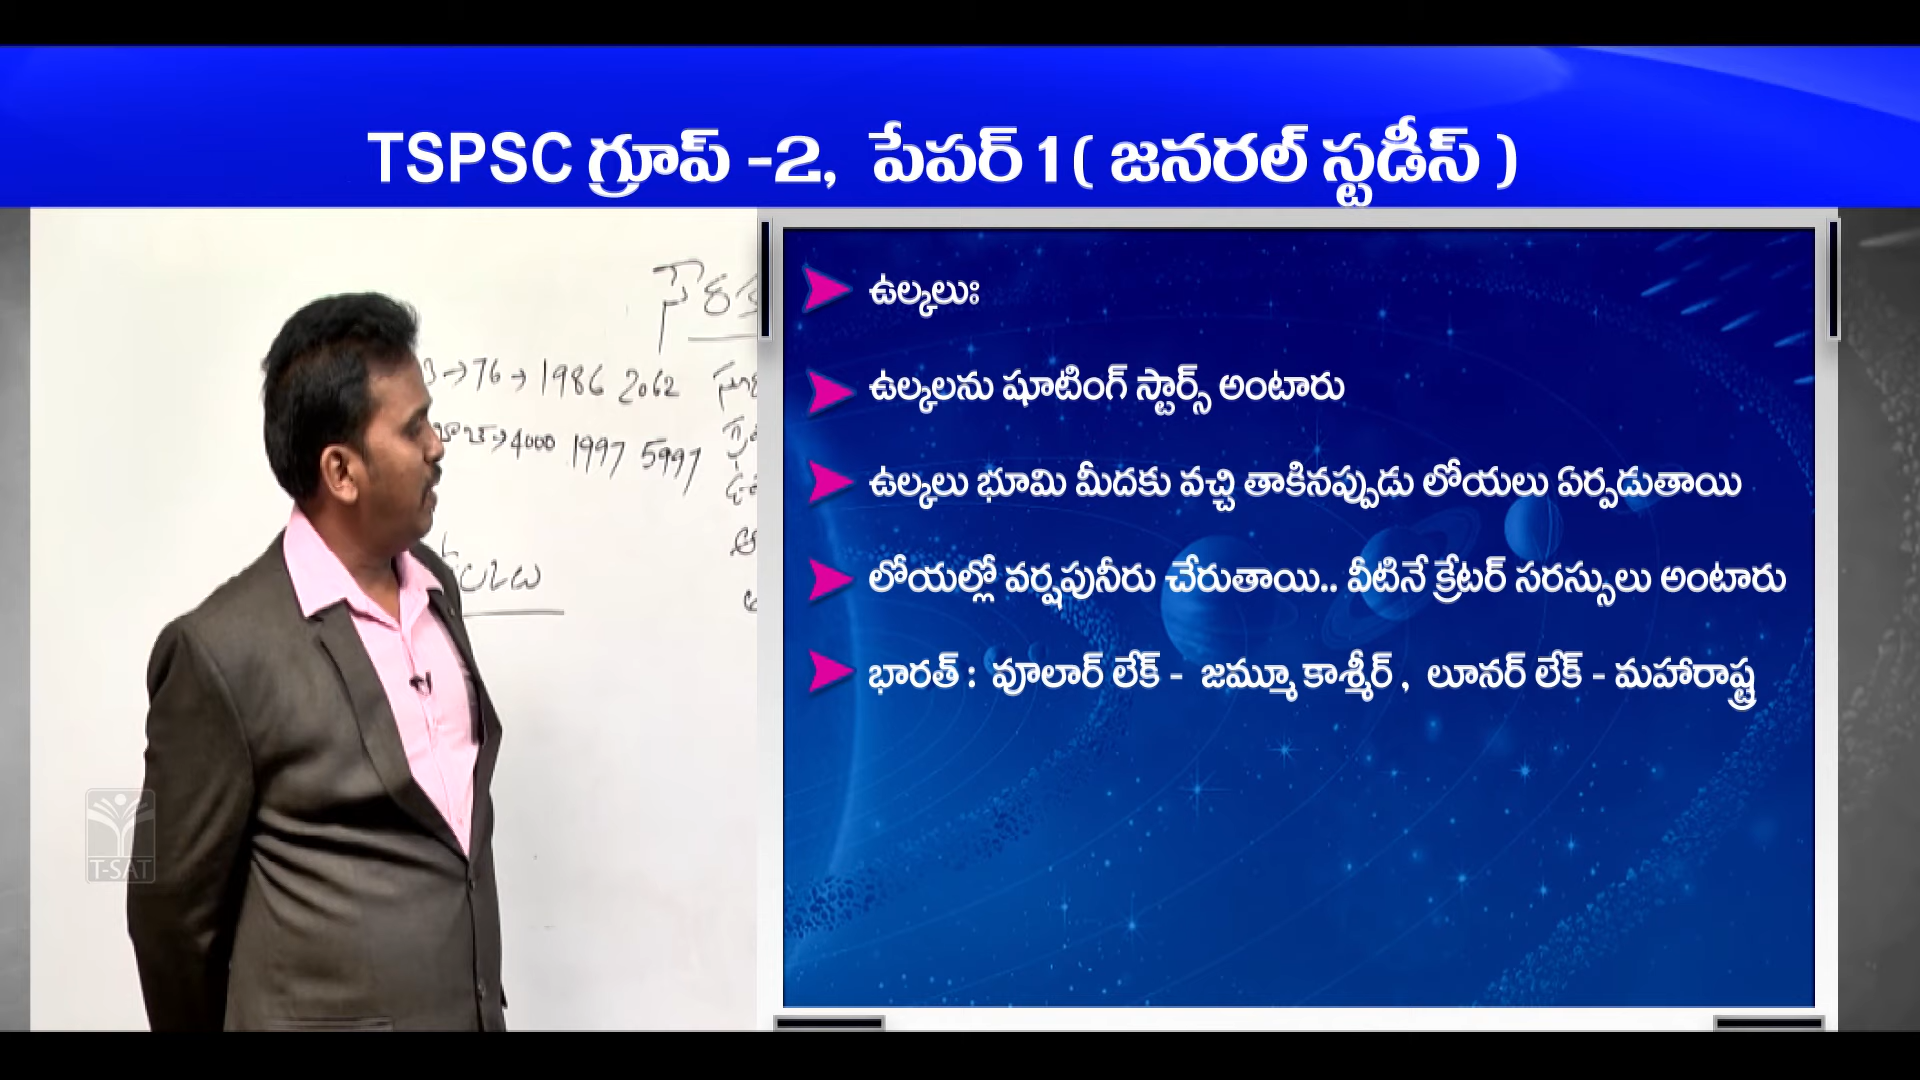 TSPSC గ్రూప్ -2, పేపర్ 1 ( జనరల్ స్టడీస్ )
3 → 76 → 1986 2062
→ 4000 1997 5997
T-SAT
ఉల్కలుః
ఉల్కలను షూటింగ్ స్టార్స్ అంటారు
ఉల్కలు భూమి మీదకు వచ్చి తాకినప్పుడు లోయలు ఏర్పడుతాయి
లోయల్లో వర్షపునీరు చేరుతాయి.. వీటినే క్రేటర్ సరస్సులు అంటారు
భారత్ : వూలార్ లేక్ - జమ్మూ కాశ్మీర్ , లూనర్ లేక్ - మహారాష్ట్ర